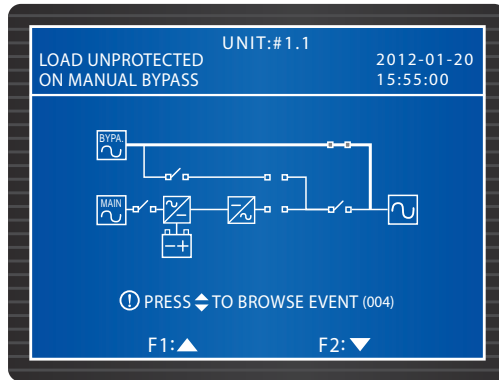 UNIT:#1.1
LOAD UNPROTECTED
ON MANUAL BYPASS
2012-01-20
15:55:00
BYPA.
MAIN
! PRESS TO BROWSE EVENT (004)
F1:
F2: